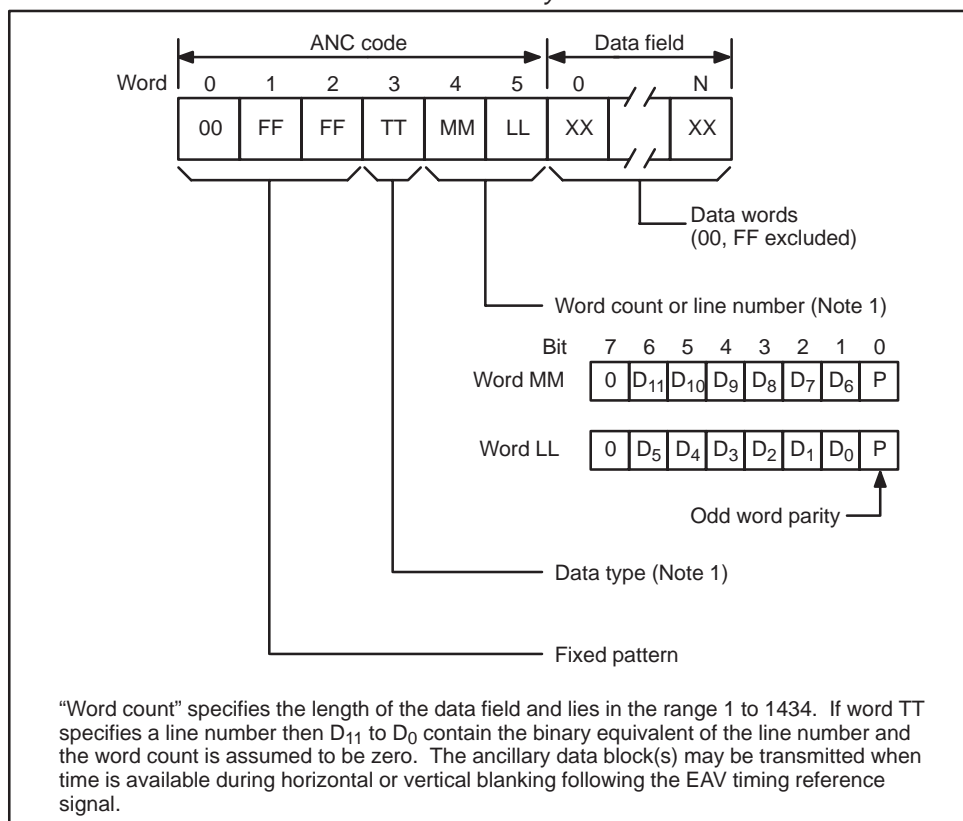 ANC code Data field
Word 0 1 2 3 4 5 0 N
00 FF FF TT MM LL XX XX
Data words
(00, FF excluded)
Word count or line number (Note 1)
Bit 7 6 5 4 3 2 1 0
Word MM 0 D11 D10 D9 D8 D7 D6 P
Word LL 0 D5 D4 D3 D2 D1 D0 P
Odd word parity
Data type (Note 1)
Fixed pattern
“Word count” specifies the length of the data field and lies in the range 1 to 1434. If word TT
specifies a line number then D11 to D0 contain the binary equivalent of the line number and
the word count is assumed to be zero. The ancillary data block(s) may be transmitted when
time is available during horizontal or vertical blanking following the EAV timing reference
signal.